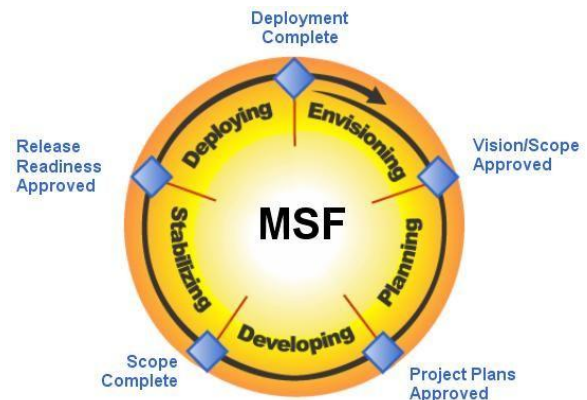 Deployment
Complete
Envisioning
Vision/Scope
Approved
Planning
Project Plans
Approved
Developing
Scope
Complete
Stabilizing
Release
Readiness
Approved
Deploying
MSF